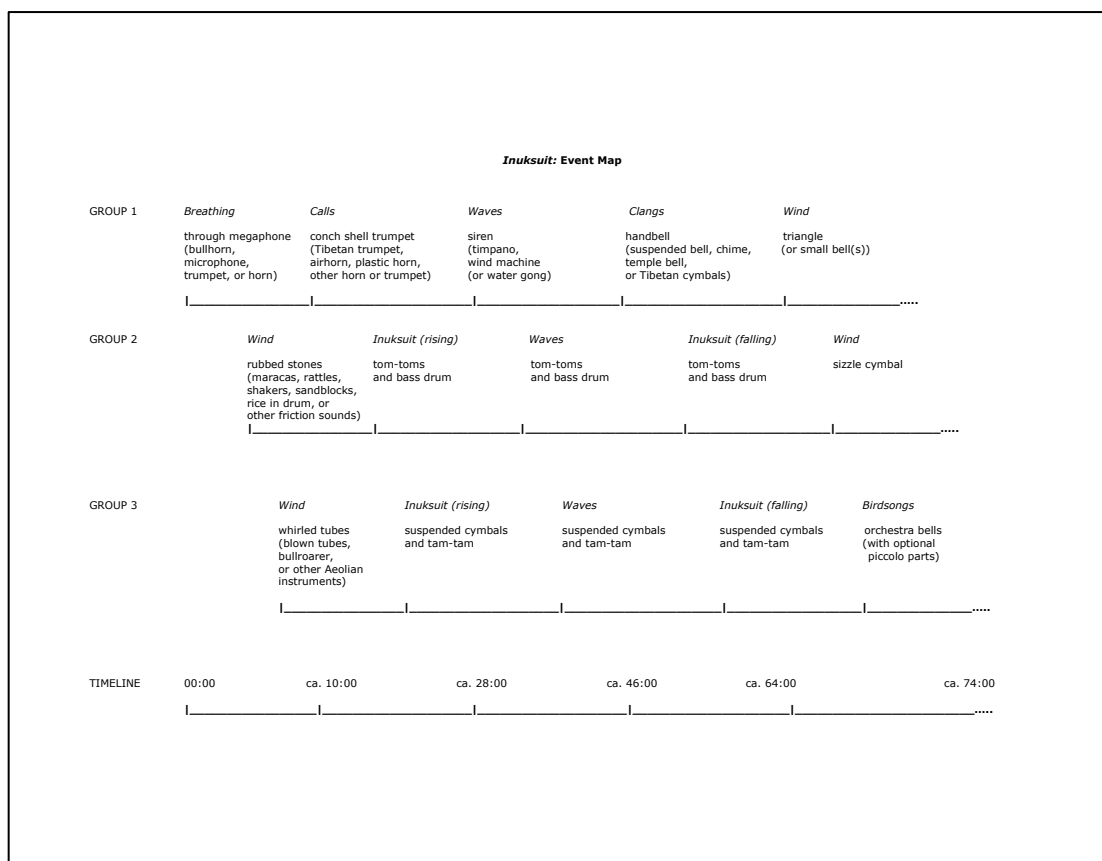 Inuksuit: Event Map
GROUP 1
Breathing
through megaphone
(bullhorn,
microphone,
trumpet, or horn)
Calls
conch shell trumpet
(Tibetan trumpet,
airhorn, plastic horn,
other horn or trumpet)
Waves
siren
(timpano,
wind machine
(or water gong)
Clangs
handbell
(suspended bell, chime,
temple bell,
or Tibetan cymbals)
Wind
triangle
(or small bell(s))
GROUP 2
Wind
rubbed stones
(maracas, rattles,
shakers, sandblocks,
rice in drum, or
other friction sounds)
Inuksuit (rising)
tom-toms
and bass drum
Waves
tom-toms
and bass drum
Inuksuit (falling)
tom-toms
and bass drum
Wind
sizzle cymbal
GROUP 3
Wind
whirled tubes
(blown tubes,
bullroarer,
or other Aeolian
instruments)
Inuksuit (rising)
suspended cymbals
and tam-tam
Waves
suspended cymbals
and tam-tam
Inuksuit (falling)
suspended cymbals
and tam-tam
Birdsongs
orchestra bells
(with optional
piccolo parts)
TIMELINE
00:00
ca. 10:00
ca. 28:00
ca. 46:00
ca. 64:00
ca. 74:00